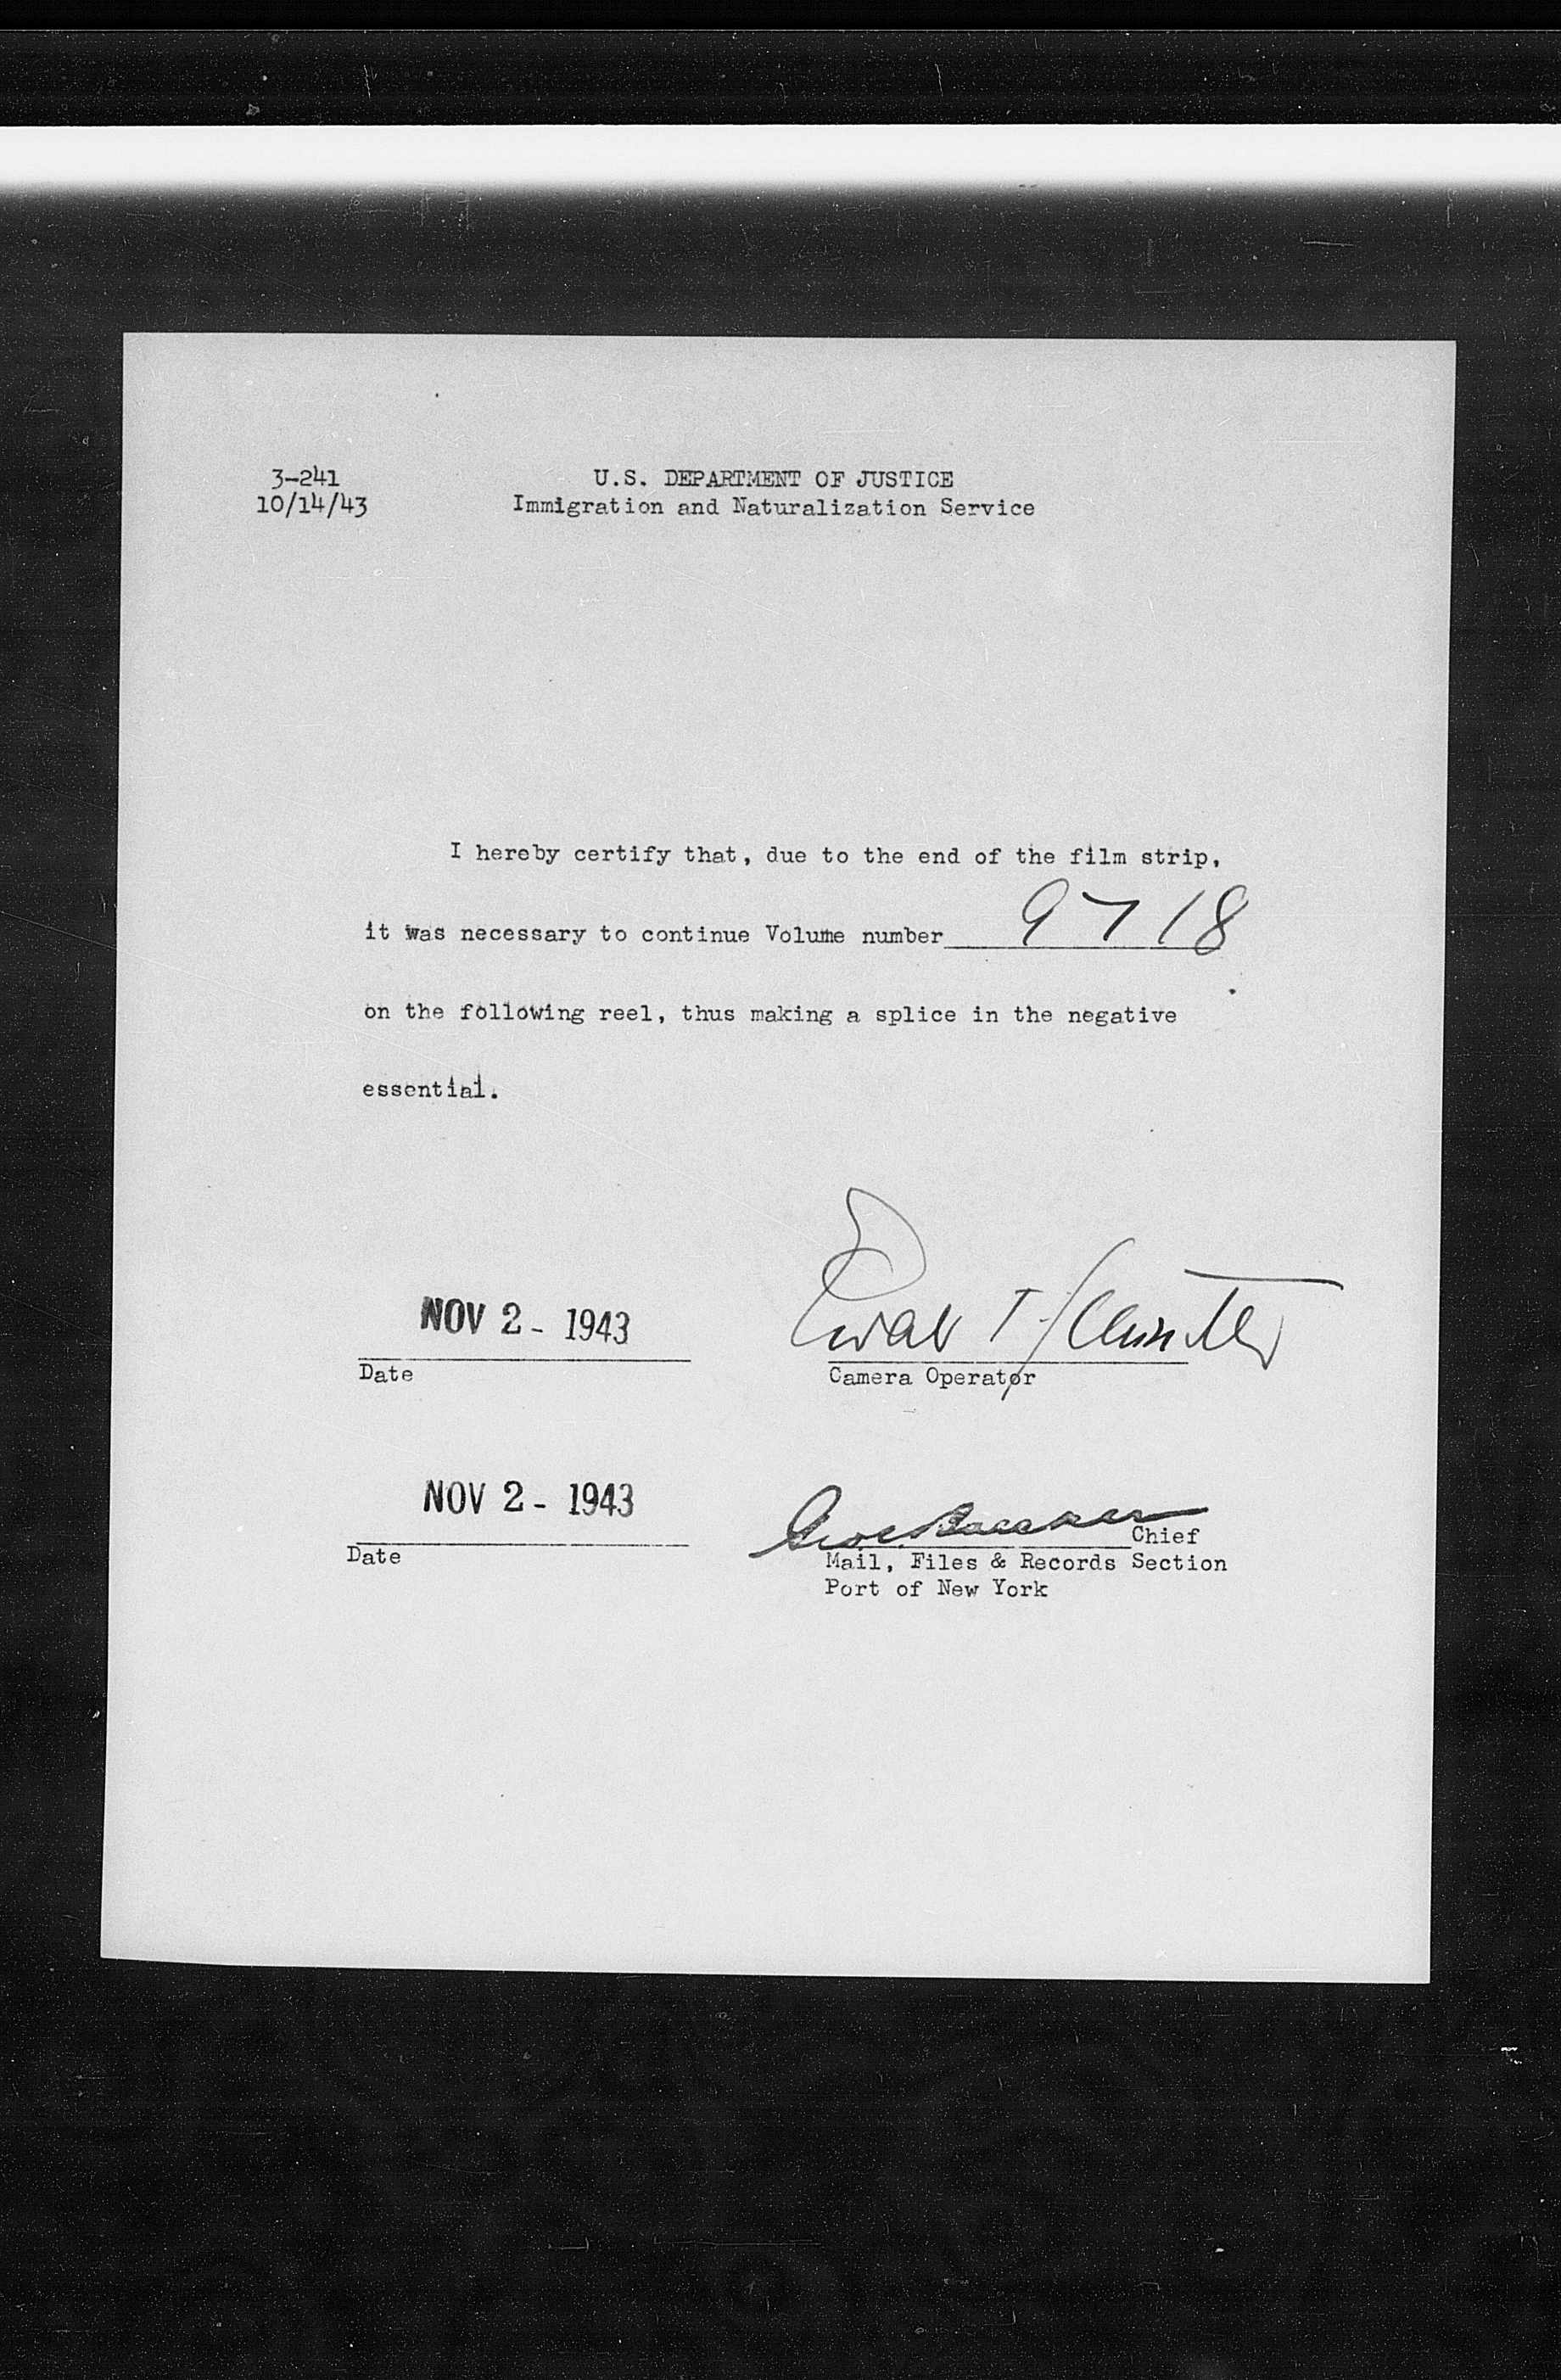 3-241
10/14/43
U.S. DEPARTMENT OF JUSTICE
Immigration and Naturalization Service
I hereby certify that, due to the end of the film strip,
it was necessary to continue Volume number 9718
on the following reel, thus making a splice in the negative
essential.
NOV 2 - 1943
Date
Camera Operator
NOV 2 - 1943
Date
Chief
Mail, Files & Records Section
Port of New York